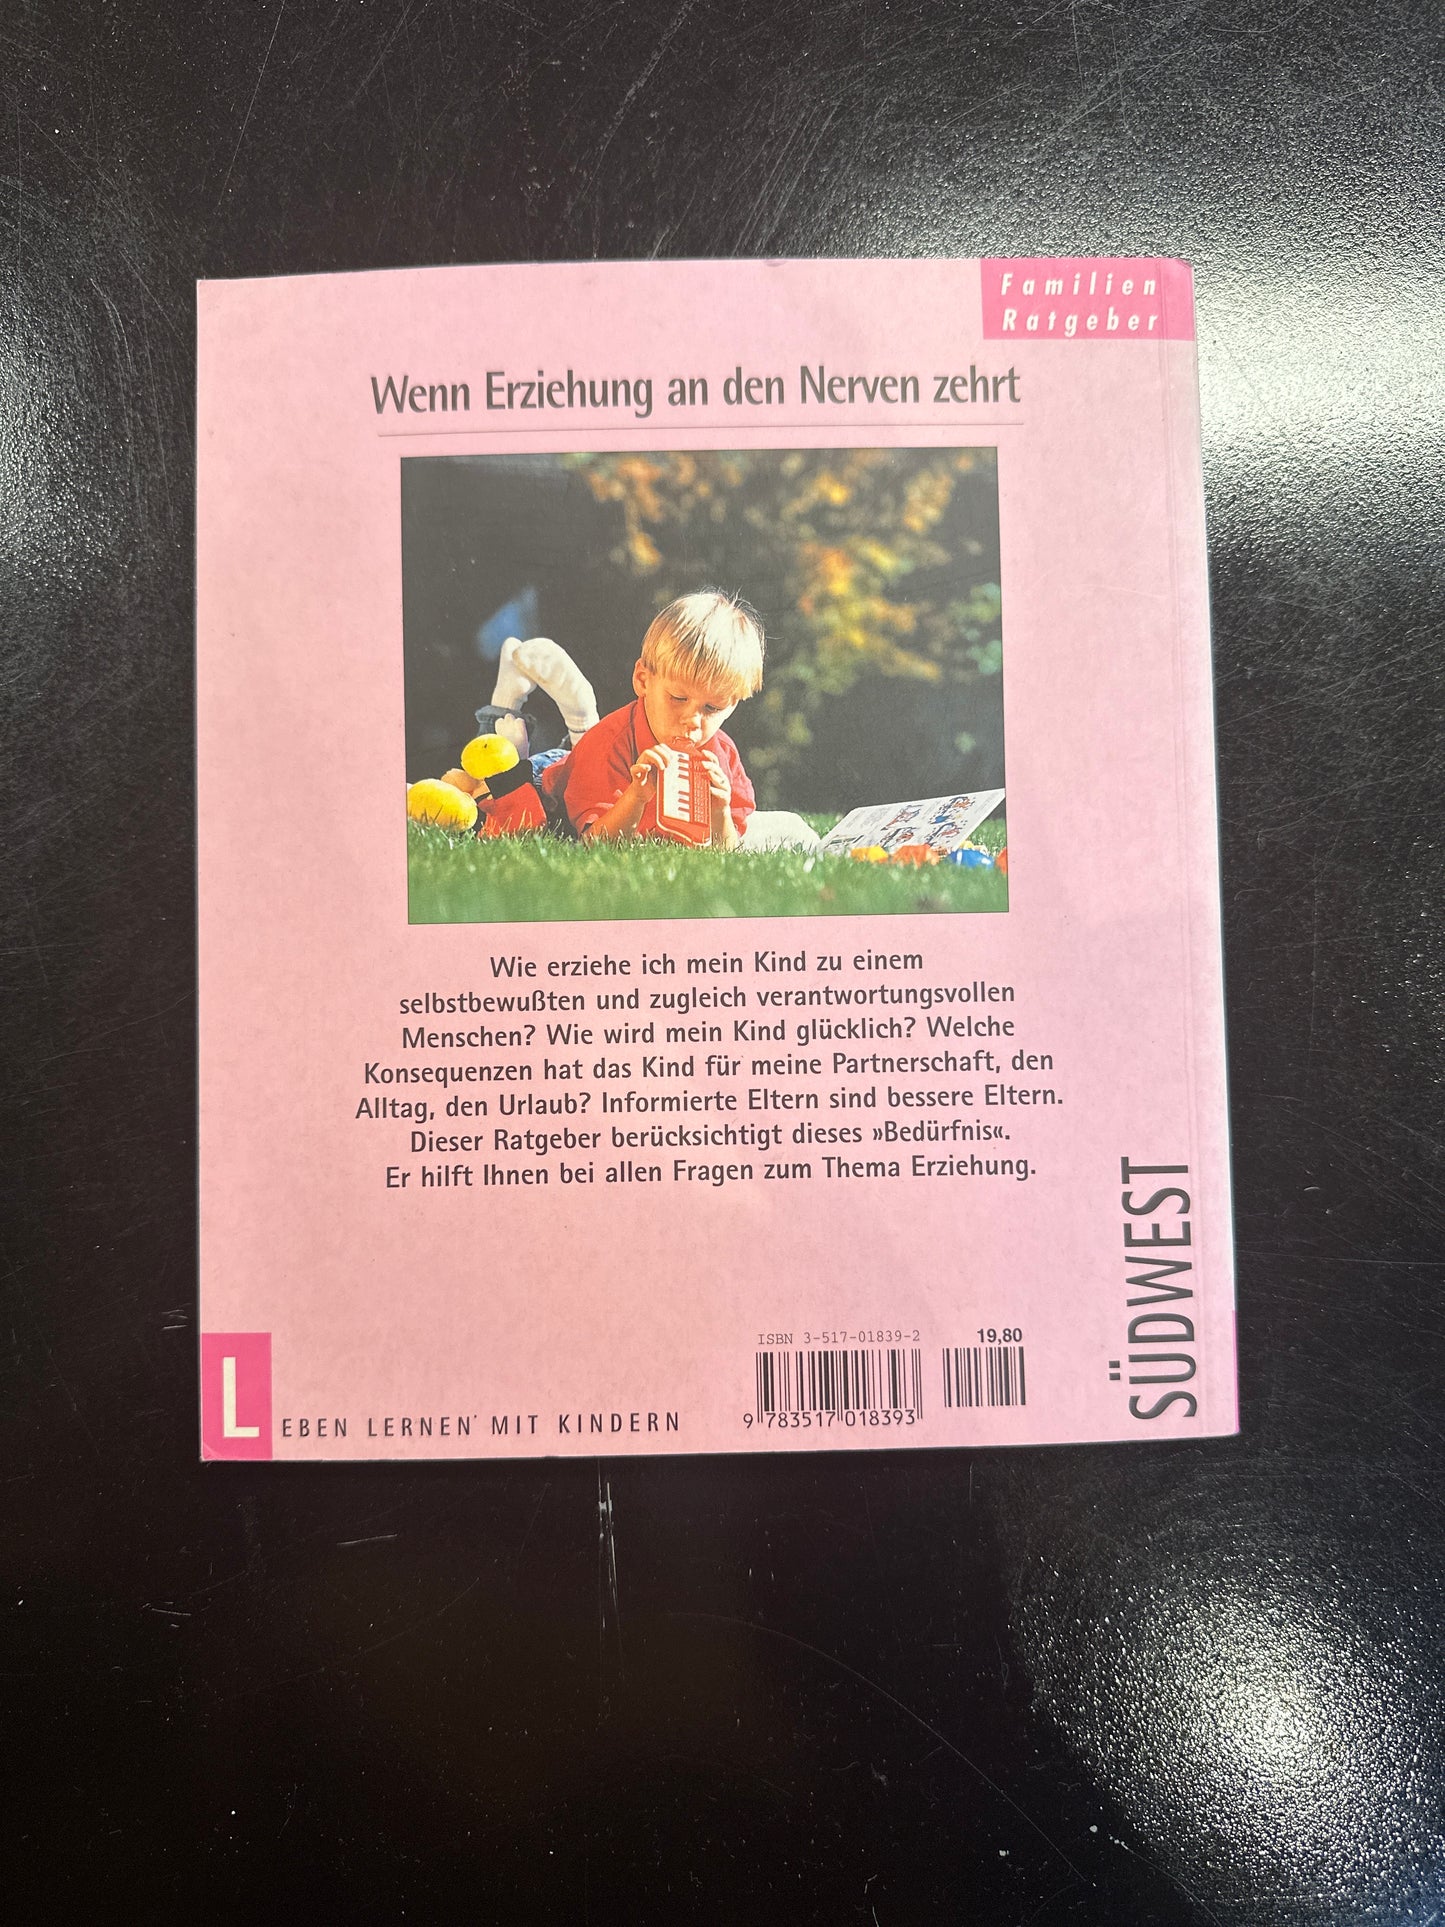 Familien
Ratgeber
Wenn Erziehung an den Nerven zehrt
Wie erziehe ich mein Kind zu einem
selbstbewußten und zugleich verantwortungsvollen
Menschen? Wie wird mein Kind glücklich? Welche
Konsequenzen hat das Kind für meine Partnerschaft, den
Alltag, den Urlaub? Informierte Eltern sind bessere Eltern.
Dieser Ratgeber berücksichtigt dieses »Bedürfnis«.
Er hilft Ihnen bei allen Fragen zum Thema Erziehung.
SÜDWEST
ISBN 3-517-01839-2
19,80
9 783517 018393
LEBEN LERNEN MIT KINDERN